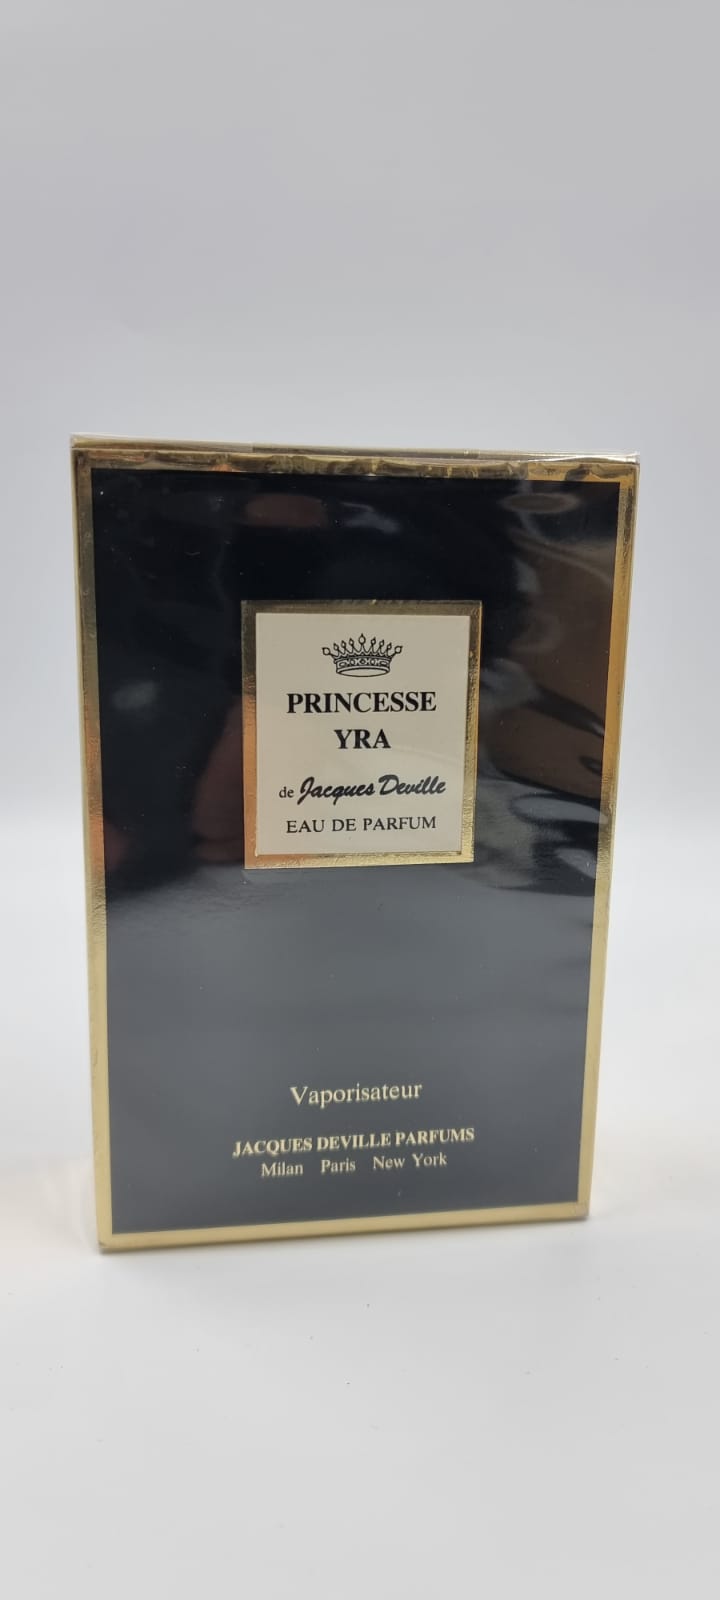 PRINCESSE
YRA
de Jacques Deville
EAU DE PARFUM
Vaporisateur
JACQUES DEVILLE PARFUMS
Milan Paris New York